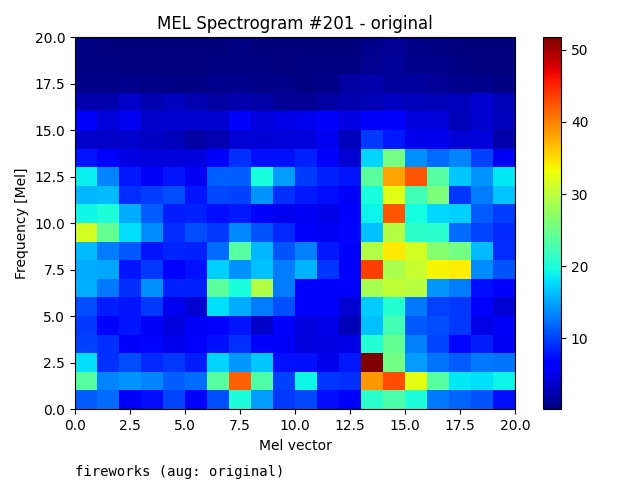 MEL Spectrogram #201 - original
20.0
17.5
15.0
12.5
10.0
7.5
5.0
2.5
0.0
Frequency [Mel]
0.0 2.5 5.0 7.5 10.0 12.5 15.0 17.5 20.0
Mel vector
50
40
30
20
10
fireworks (aug: original)